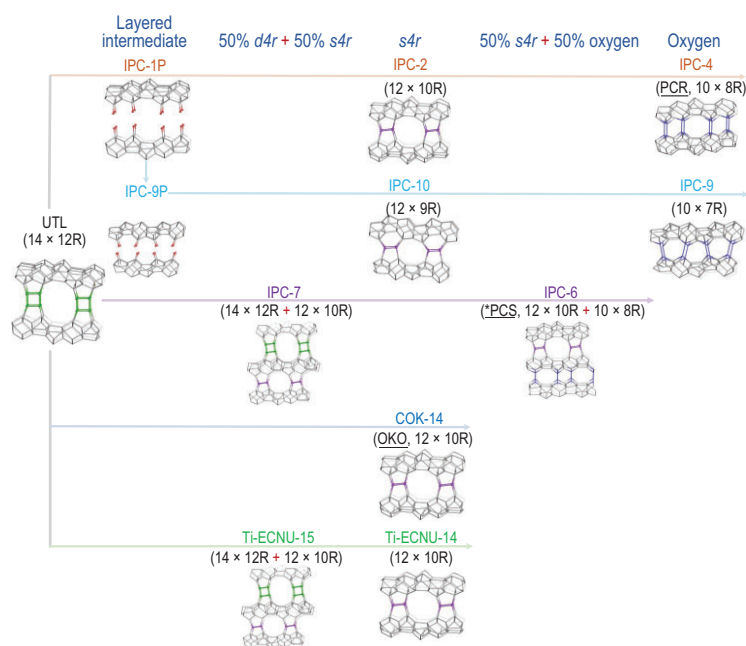 Layered intermediate
50% d4r + 50% s4r
s4r
50% s4r + 50% oxygen
Oxygen
IPC-1P
IPC-2
(12 × 10R)
IPC-4
(PCR, 10 × 8R)
IPC-9P
IPC-10
(12 × 9R)
IPC-9
(10 × 7R)
UTL
(14 × 12R)
IPC-7
(14 × 12R + 12 × 10R)
IPC-6
(*PCS, 12 × 10R + 10 × 8R)
COK-14
(OKO, 12 × 10R)
Ti-ECNU-15
(14 × 12R + 12 × 10R)
Ti-ECNU-14
(12 × 10R)